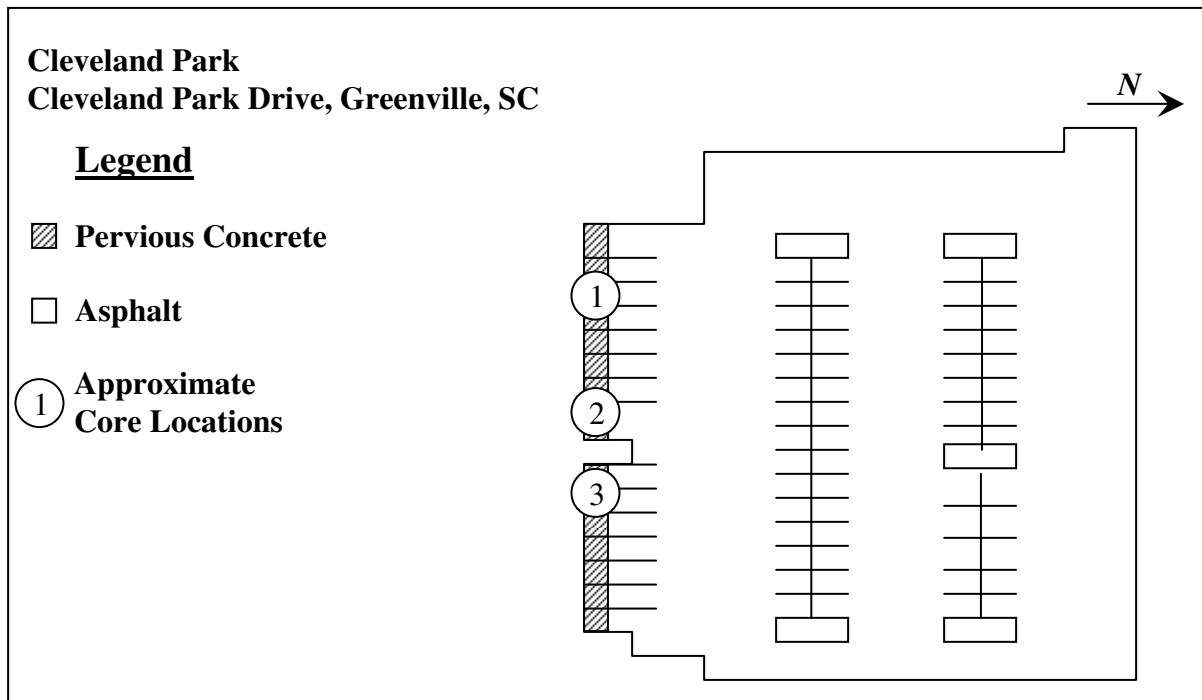 Cleveland Park
Cleveland Park Drive, Greenville, SC
N
Legend
Pervious Concrete
Asphalt
1 Approximate
Core Locations
1
2
3